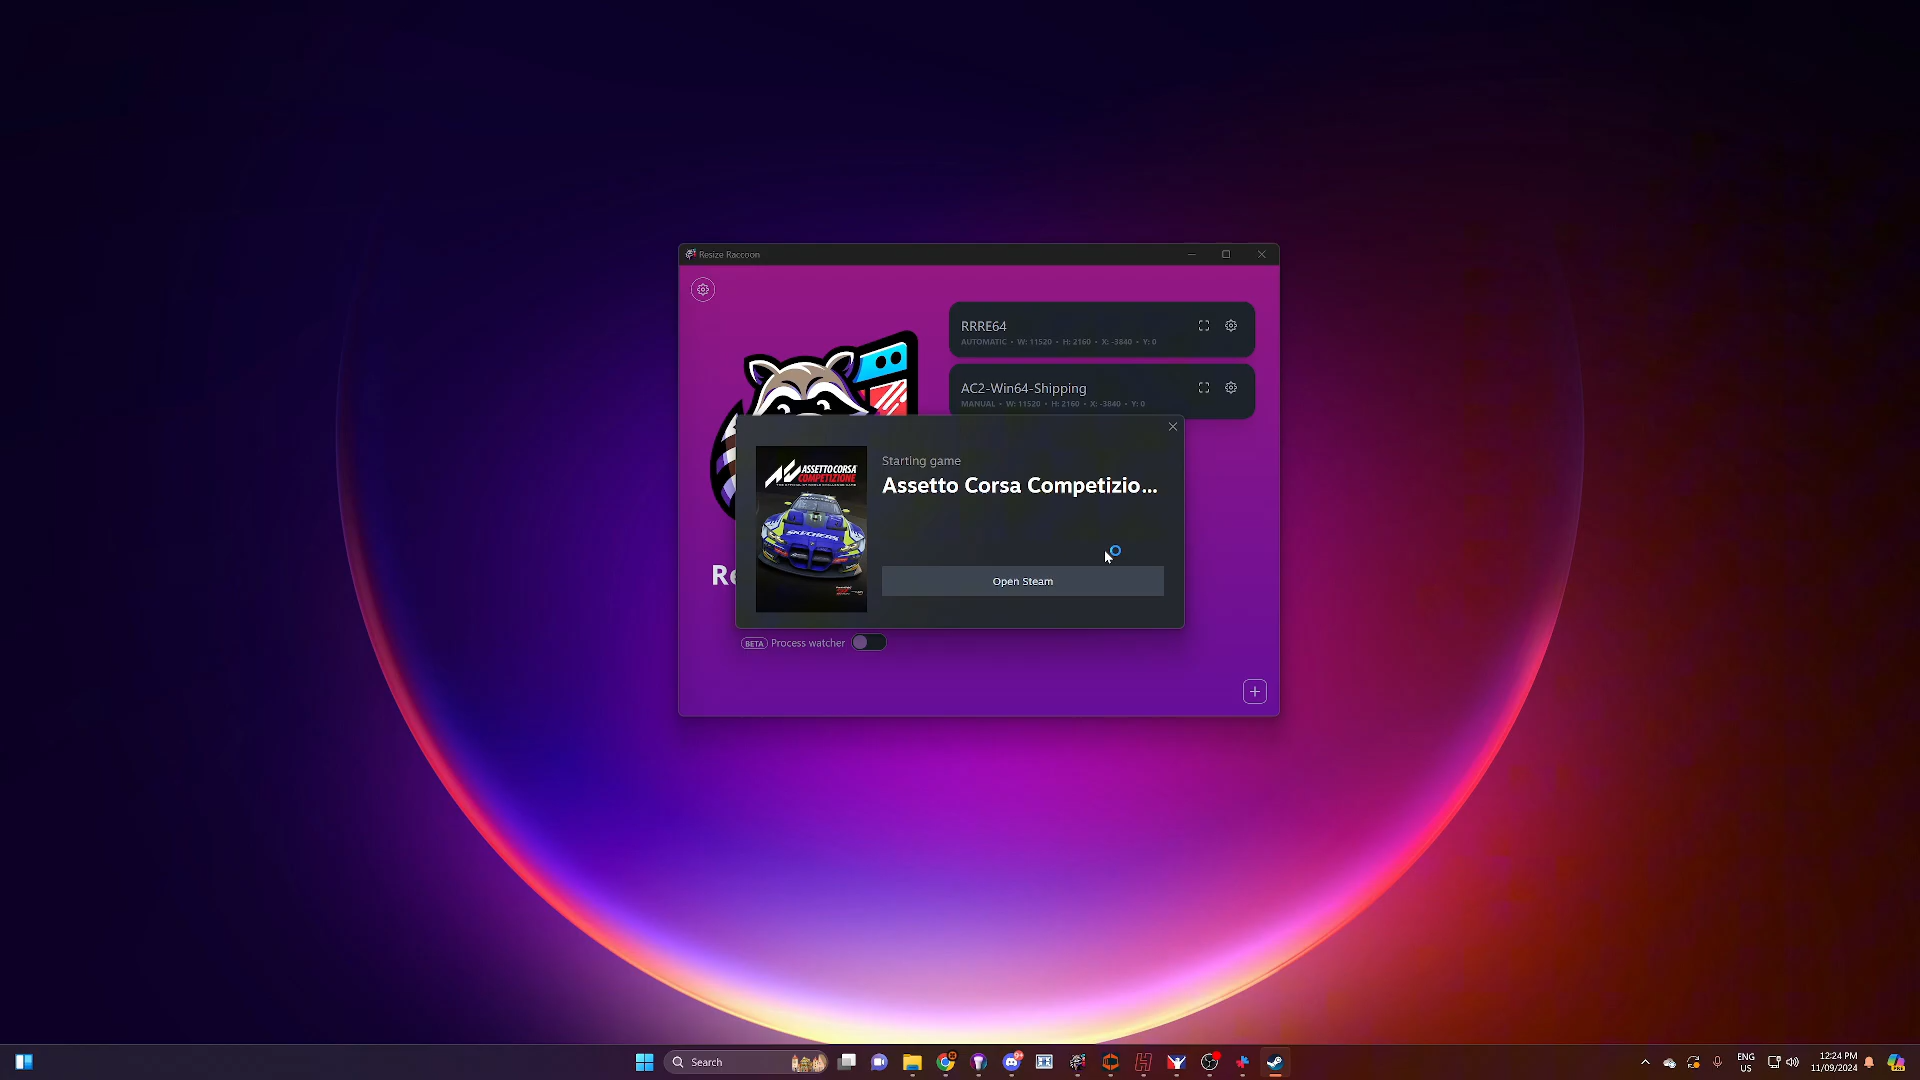 Resize Raccoon
RRRE64
AUTOMATIC • W: 11520 • H: 2160 • X: -3840 • Y: 0
AC2-Win64-Shipping
MANUAL • W: 11520 • H: 2160 • X: -3840 • Y: 0
Starting game
Assetto Corsa Competizio...
ASSETTO CORSA
COMPETIZIONE
SKECHERS
Open Steam
Re
BETA Process watcher
Search
ENG
US
12:24 PM
11/09/2024